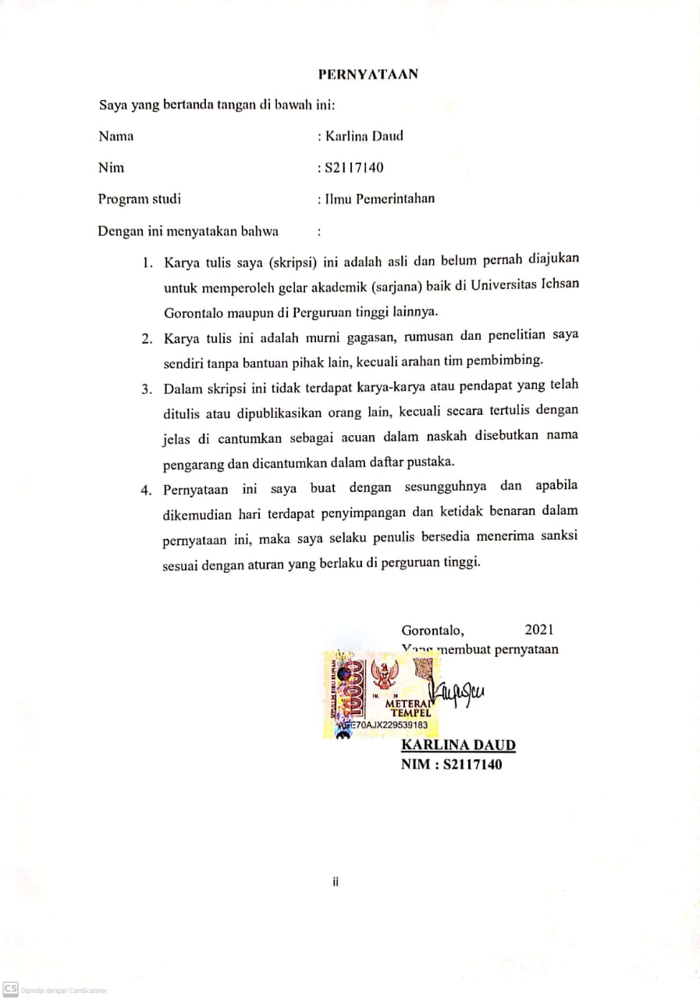 PERNYATAAN
Saya yang bertanda tangan di bawah ini:
Nama : Karlina Daud
Nim : S2117140
Program studi : Ilmu Pemerintahan
Dengan ini menyatakan bahwa :
1. Karya tulis saya (skripsi) ini adalah asli dan belum pernah diajukan
untuk memperoleh gelar akademik (sarjana) baik di Universitas Ichsan
Gorontalo maupun di Perguruan tinggi lainnya.
2. Karya tulis ini adalah murni gagasan, rumusan dan penelitian saya
sendiri tanpa bantuan pihak lain, kecuali arahan tim pembimbing.
3. Dalam skripsi ini tidak terdapat karya-karya atau pendapat yang telah
ditulis atau dipublikasikan orang lain, kecuali secara tertulis dengan
jelas di cantumkan sebagai acuan dalam naskah disebutkan nama
pengarang dan dicantumkan dalam daftar pustaka.
4. Pernyataan ini saya buat dengan sesungguhnya dan apabila
dikemudian hari terdapat penyimpangan dan ketidak benaran dalam
pernyataan ini, maka saya selaku penulis bersedia menerima sanksi
sesuai dengan aturan yang berlaku di perguruan tinggi.
Gorontalo, 2021
Yang membuat pernyataan
SEPULUH RIBU RUPIAH
10000
TGL. 20
METERAI
TEMPEL
E70AJX229539183
KARLINA DAUD
NIM : S2117140
ii
CS Dipindai dengan CamScanner